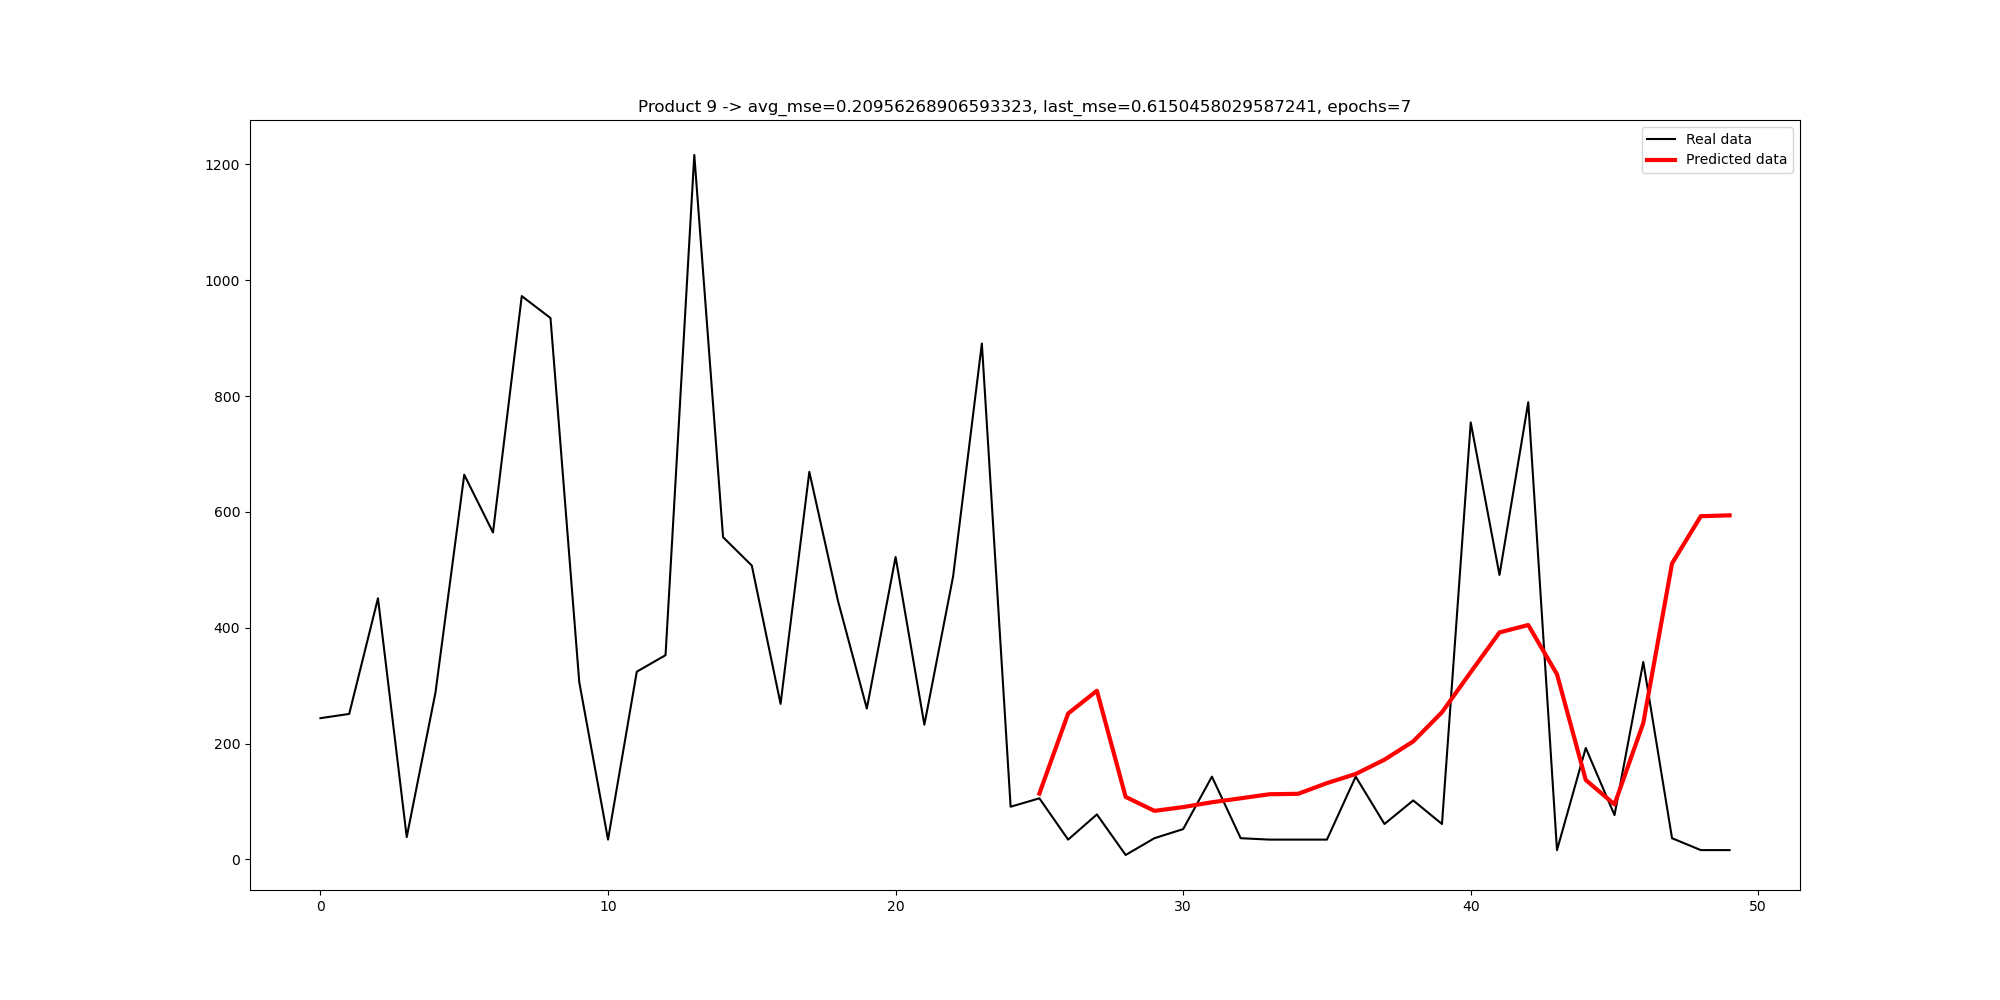 Product 9 -> avg_mse=0.20956268906593323, last_mse=0.6150458029587241, epochs=7
Real data
Predicted data
1200
1000
800
600
400
200
0
0 10 20 30 40 50